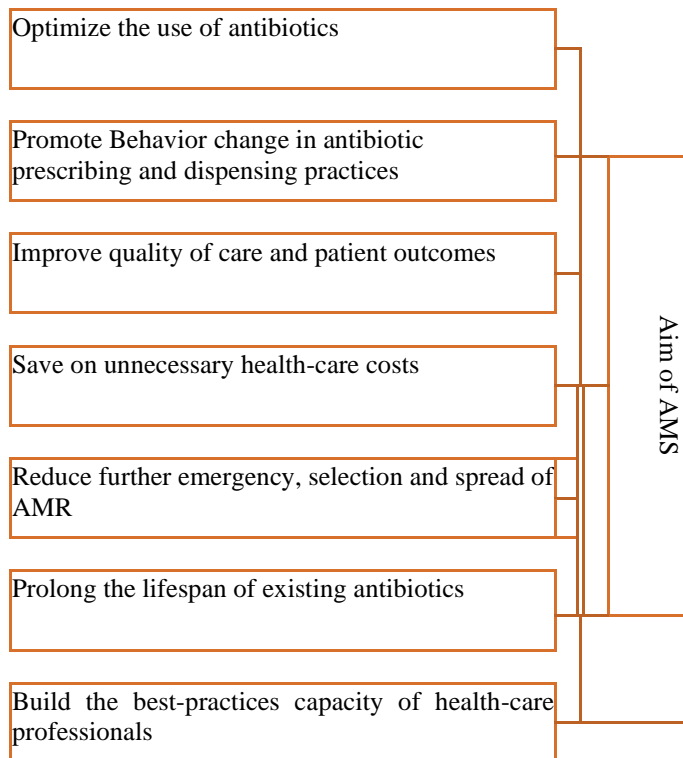 Optimize the use of antibiotics
Promote Behavior change in antibiotic
prescribing and dispensing practices
Improve quality of care and patient outcomes
Save on unnecessary health-care costs
Reduce further emergency, selection and spread of
AMR
Prolong the lifespan of existing antibiotics
Build the best-practices capacity of health-care
professionals
Aim of AMS